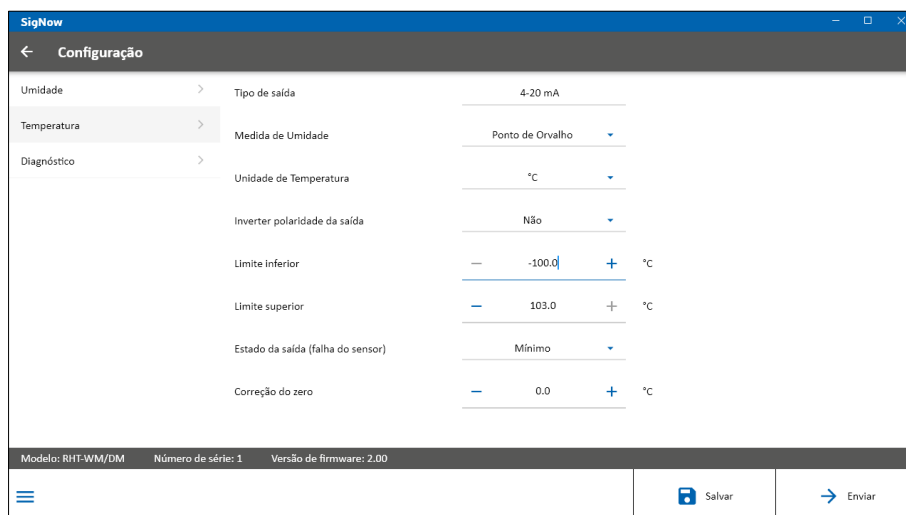 SigNow
Configuração
Umidade
Temperatura
Diagnóstico
Tipo de saída 4-20 mA
Medida de Umidade Ponto de Orvalho
Unidade de Temperatura °C
Inverter polaridade da saída Não
Limite inferior -100.0 °C
Limite superior 103.0 °C
Estado da saída (falha do sensor) Mínimo
Correção do zero 0.0 °C
Modelo: RHT-WM/DM Número de série: 1 Versão de firmware: 2.00
Salvar Enviar